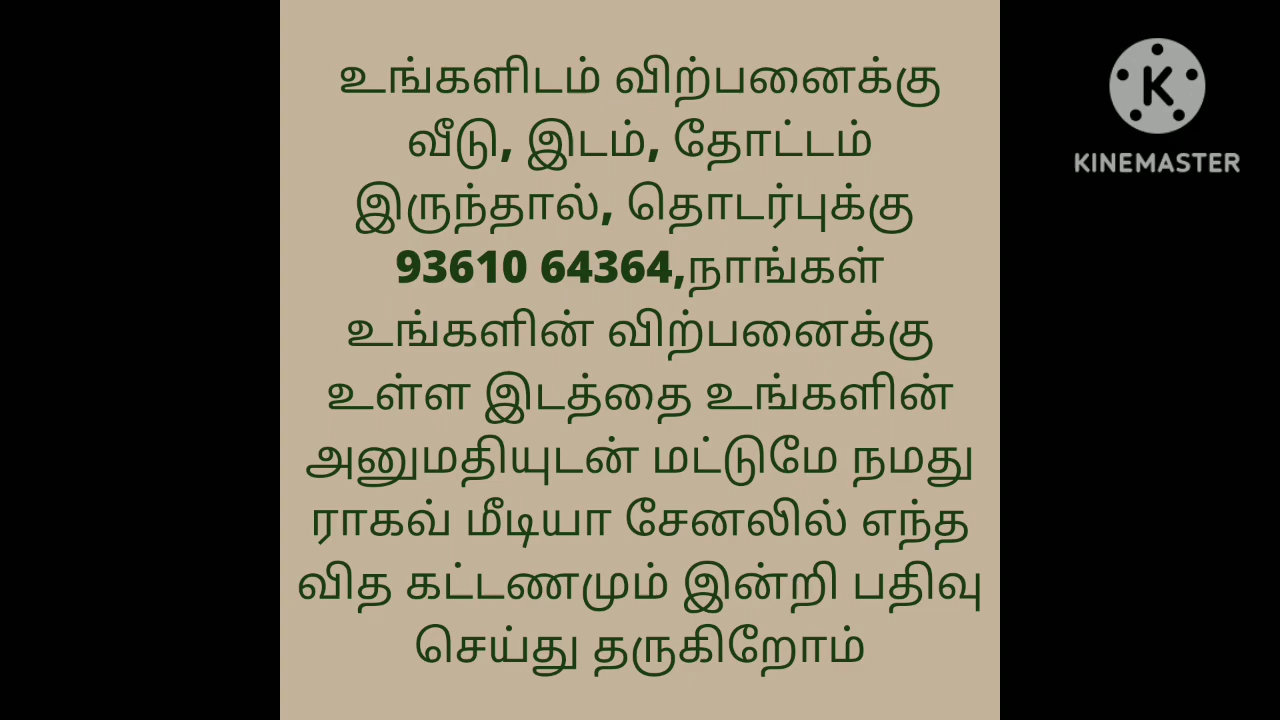 உங்களிடம் விற்பனைக்கு
வீடு, இடம், தோட்டம்
இருந்தால், தொடர்புக்கு
93610 64364,நாங்கள்
உங்களின் விற்பனைக்கு
உள்ள இடத்தை உங்களின்
அனுமதியுடன் மட்டுமே நமது
ராகவ் மீடியா சேனலில் எந்த
வித கட்டணமும் இன்றி பதிவு
செய்து தருகிறோம்
K
KINEMASTER